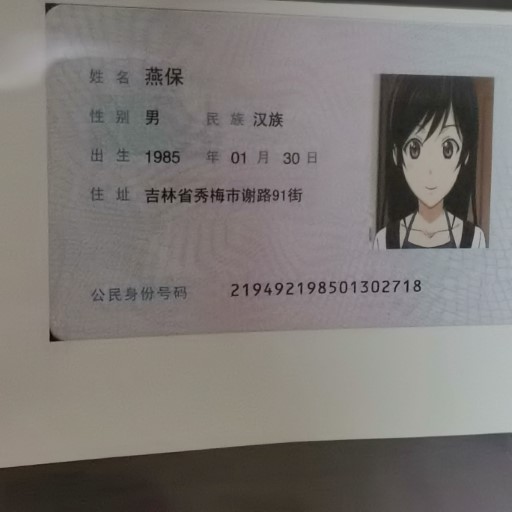 姓名 燕保
性别 男 民族 汉族
出生 1985 年 01 月 30 日
住址 吉林省秀梅市谢路91街
公民身份号码 219492198501302718